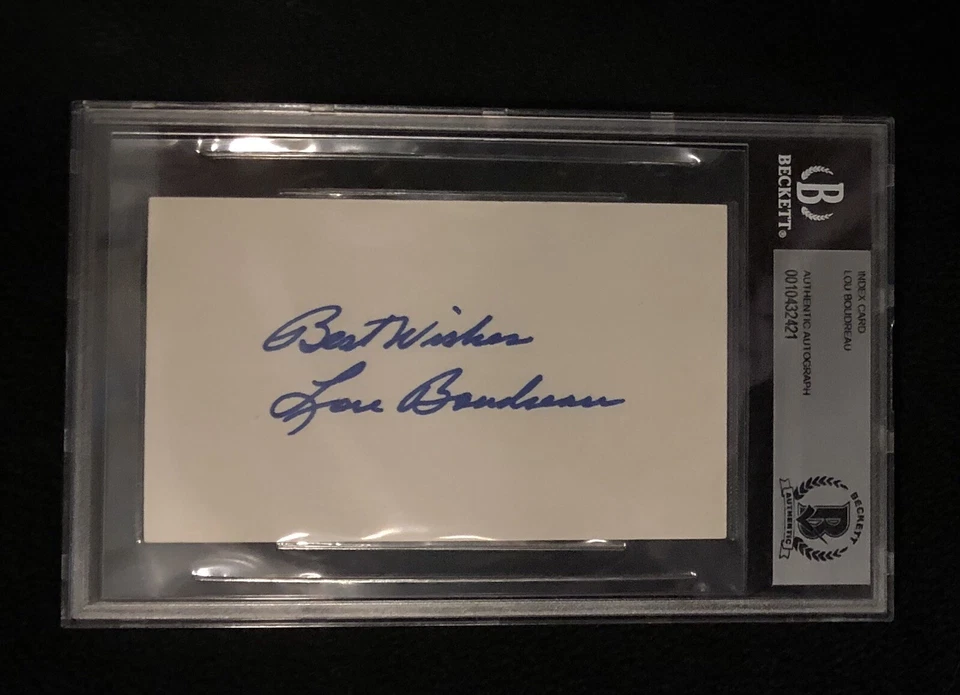 Best Wishes
Lou Boudreau
BECKETT®
B
INDEX CARD
LOU BOUDREAU
AUTHENTIC AUTOGRAPH
0010432421
BECKETT
B
AUTHENTIC